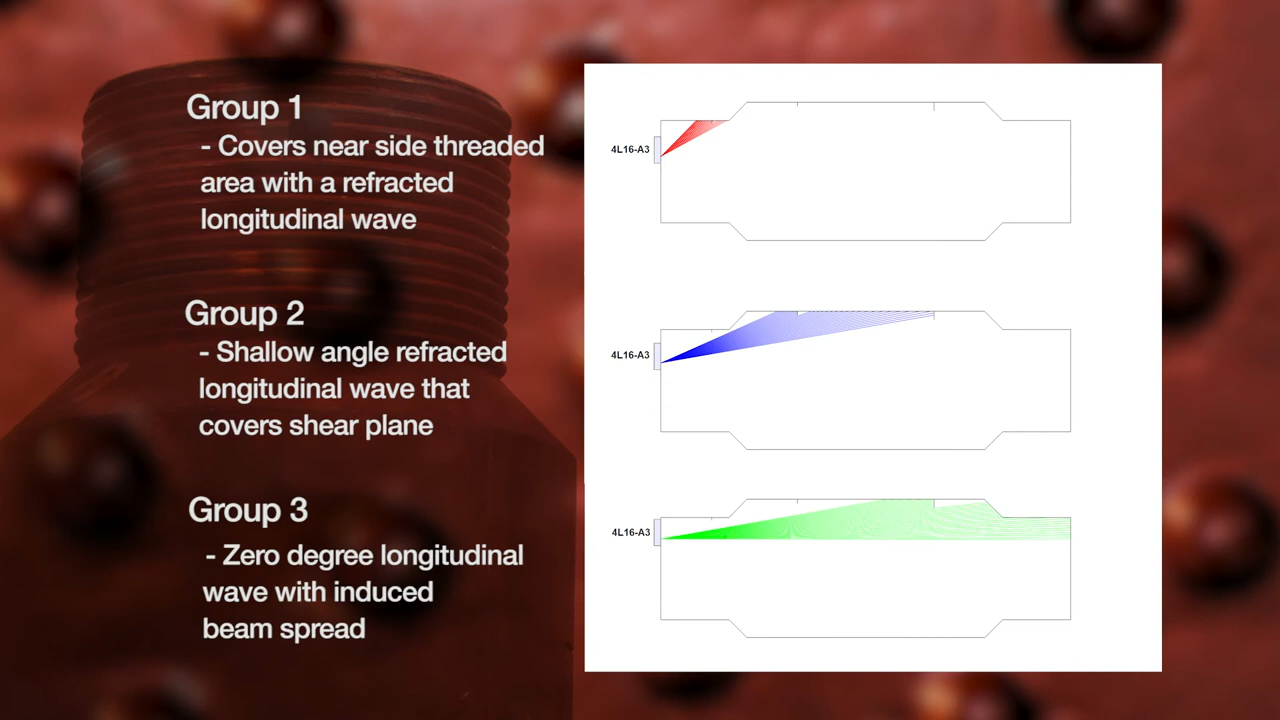 Group 1
- Covers near side threaded
area with a refracted
longitudinal wave
Group 2
- Shallow angle refracted
longitudinal wave that
covers shear plane
Group 3
- Zero degree longitudinal
wave with induced
beam spread
4L16-A3
4L16-A3
4L16-A3